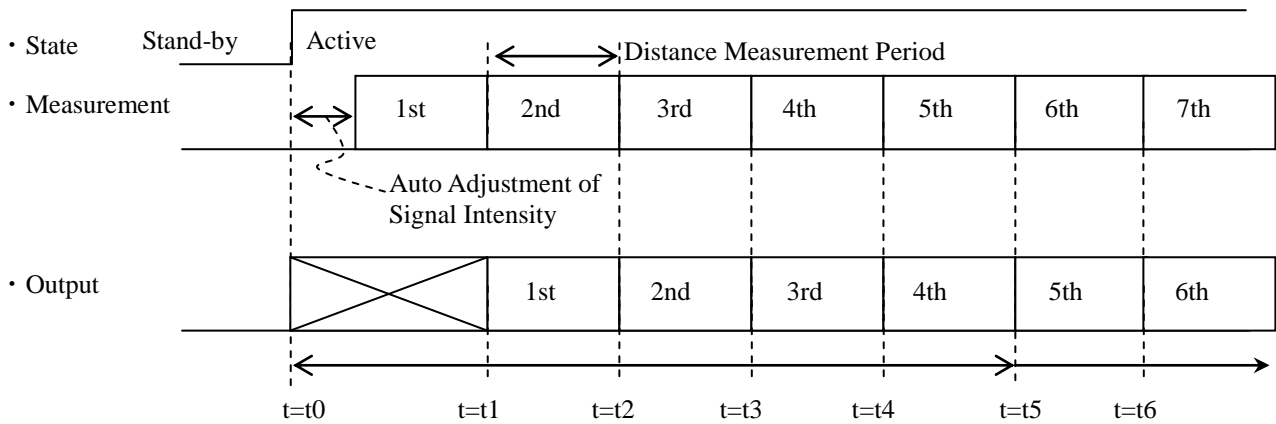 ・State Stand-by Active
Distance Measurement Period
・Measurement 1st 2nd 3rd 4th 5th 6th 7th
Auto Adjustment of
Signal Intensity
・Output 1st 2nd 3rd 4th 5th 6th
t=t0 t=t1 t=t2 t=t3 t=t4 t=t5 t=t6